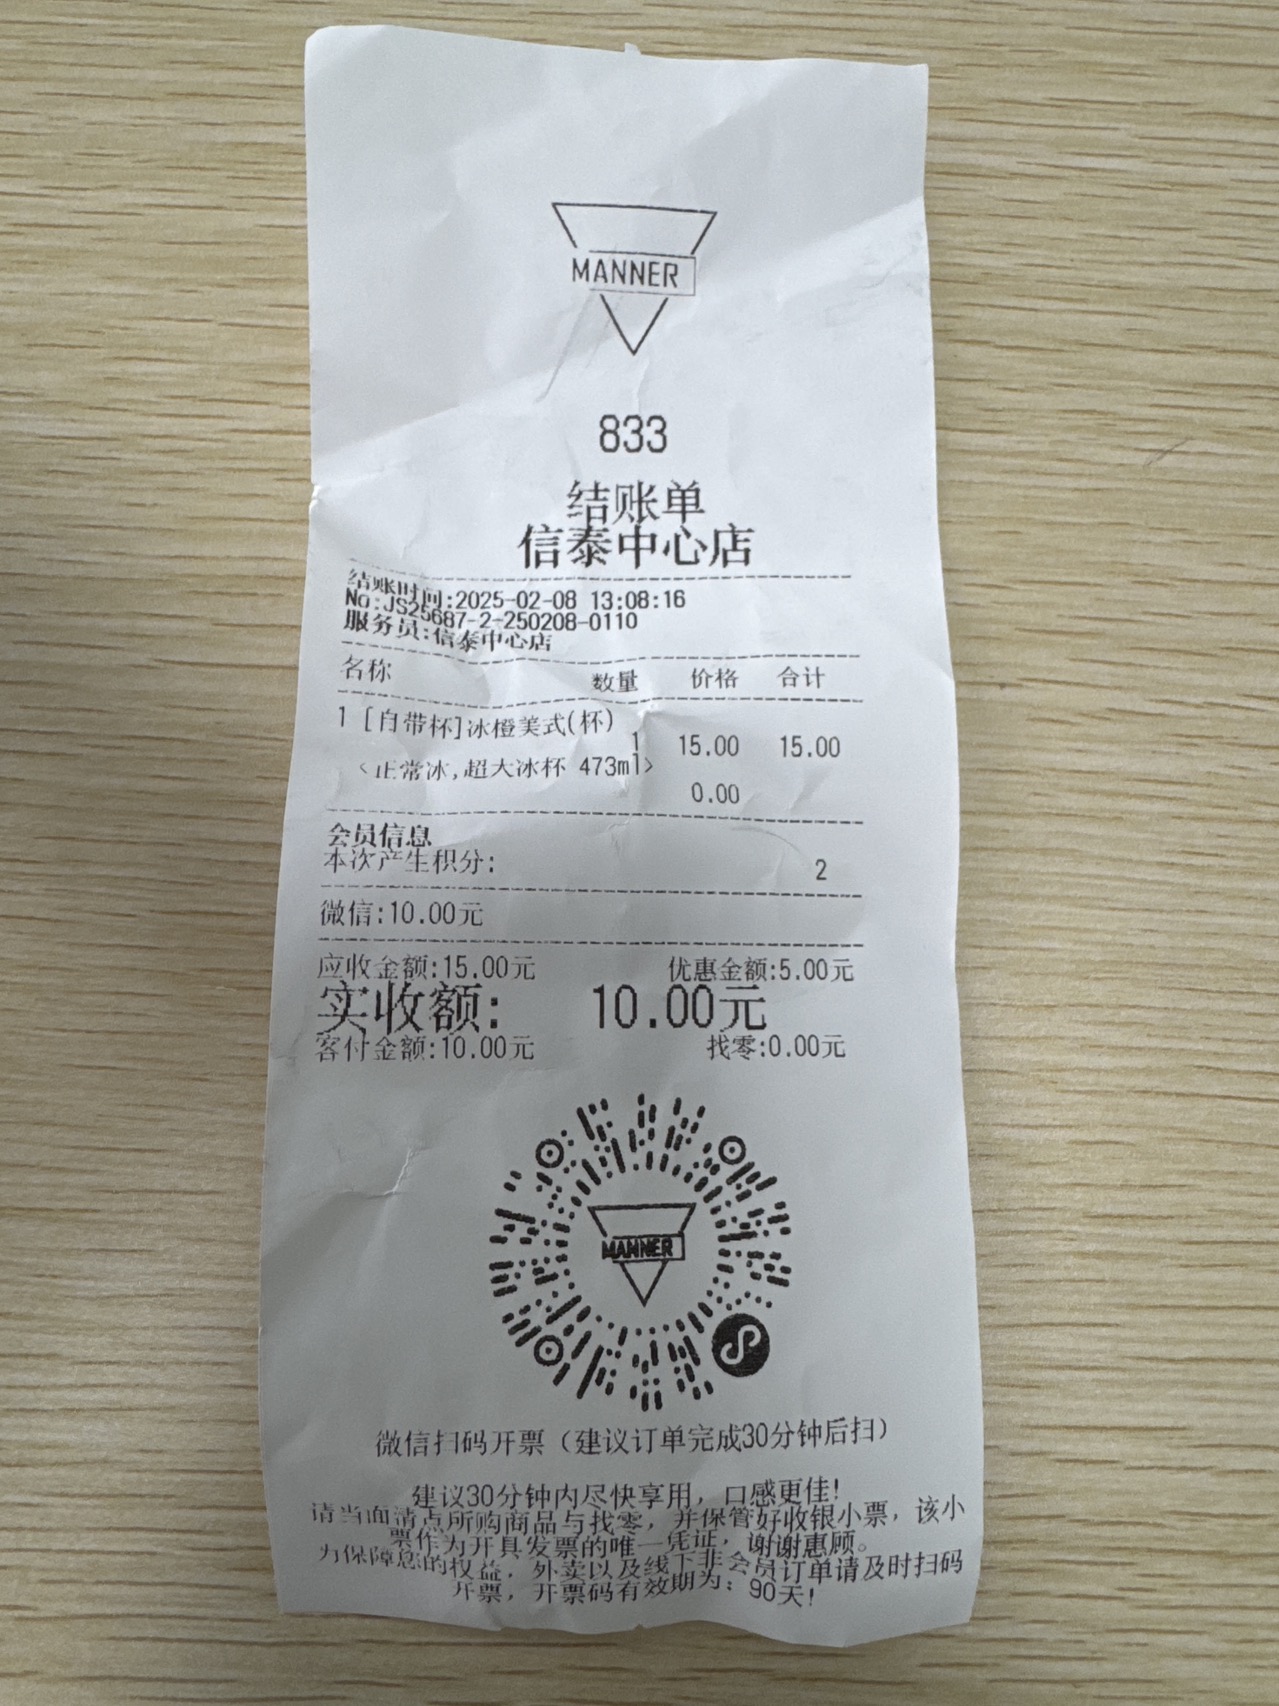 MANNER
833
结账单
信泰中心店
结账时间:2025-02-08 13:08:16
No:JS25687-2-250208-0110
服务员:信泰中心店
名称 数量 价格 合计
1 [自带杯]冰橙美式(杯)
1 15.00 15.00
<正常冰,超大冰杯 473ml>
0.00
会员信息
本次产生积分: 2
微信:10.00元
应收金额:15.00元 优惠金额:5.00元
实收额: 10.00元
客付金额:10.00元 找零:0.00元
MANNER
微信扫码开票（建议订单完成30分钟后扫）
建议30分钟内尽快享用，口感更佳!
请当面清点所购商品与找零，并保管好收银小票，该小
票作为开具发票的唯一凭证，谢谢惠顾。
为保障您的权益，外卖以及线下非会员订单请及时扫码
开票，开票码有效期为：90天!